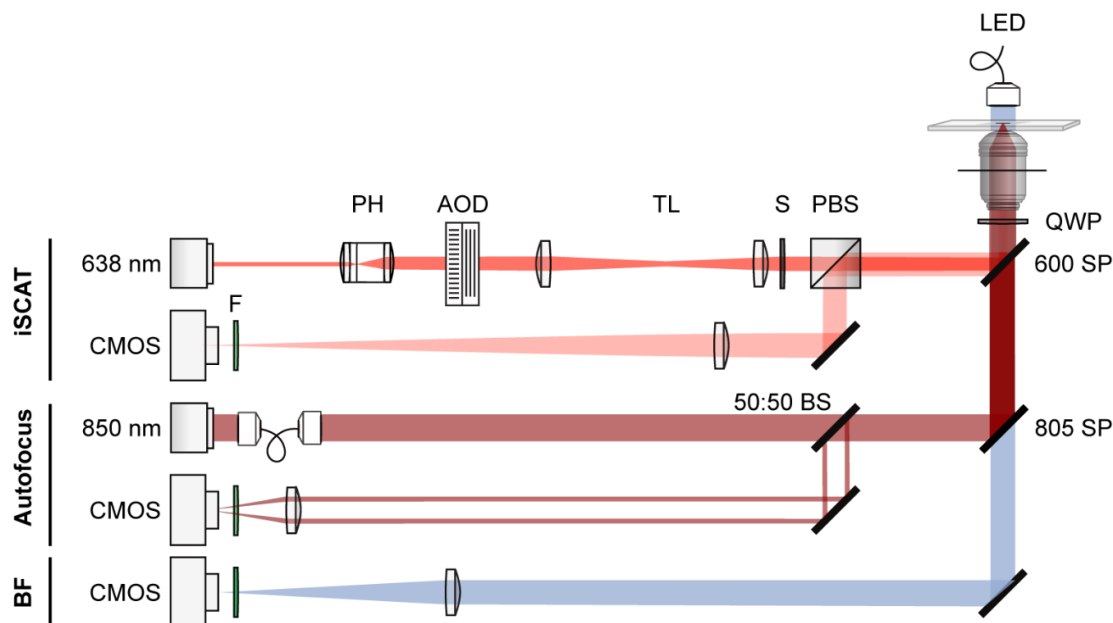 LED
PH AOD TL S PBS
QWP
iSCAT
638 nm
600 SP
F
CMOS
50:50 BS
Autofocus
850 nm
805 SP
CMOS
BF
CMOS